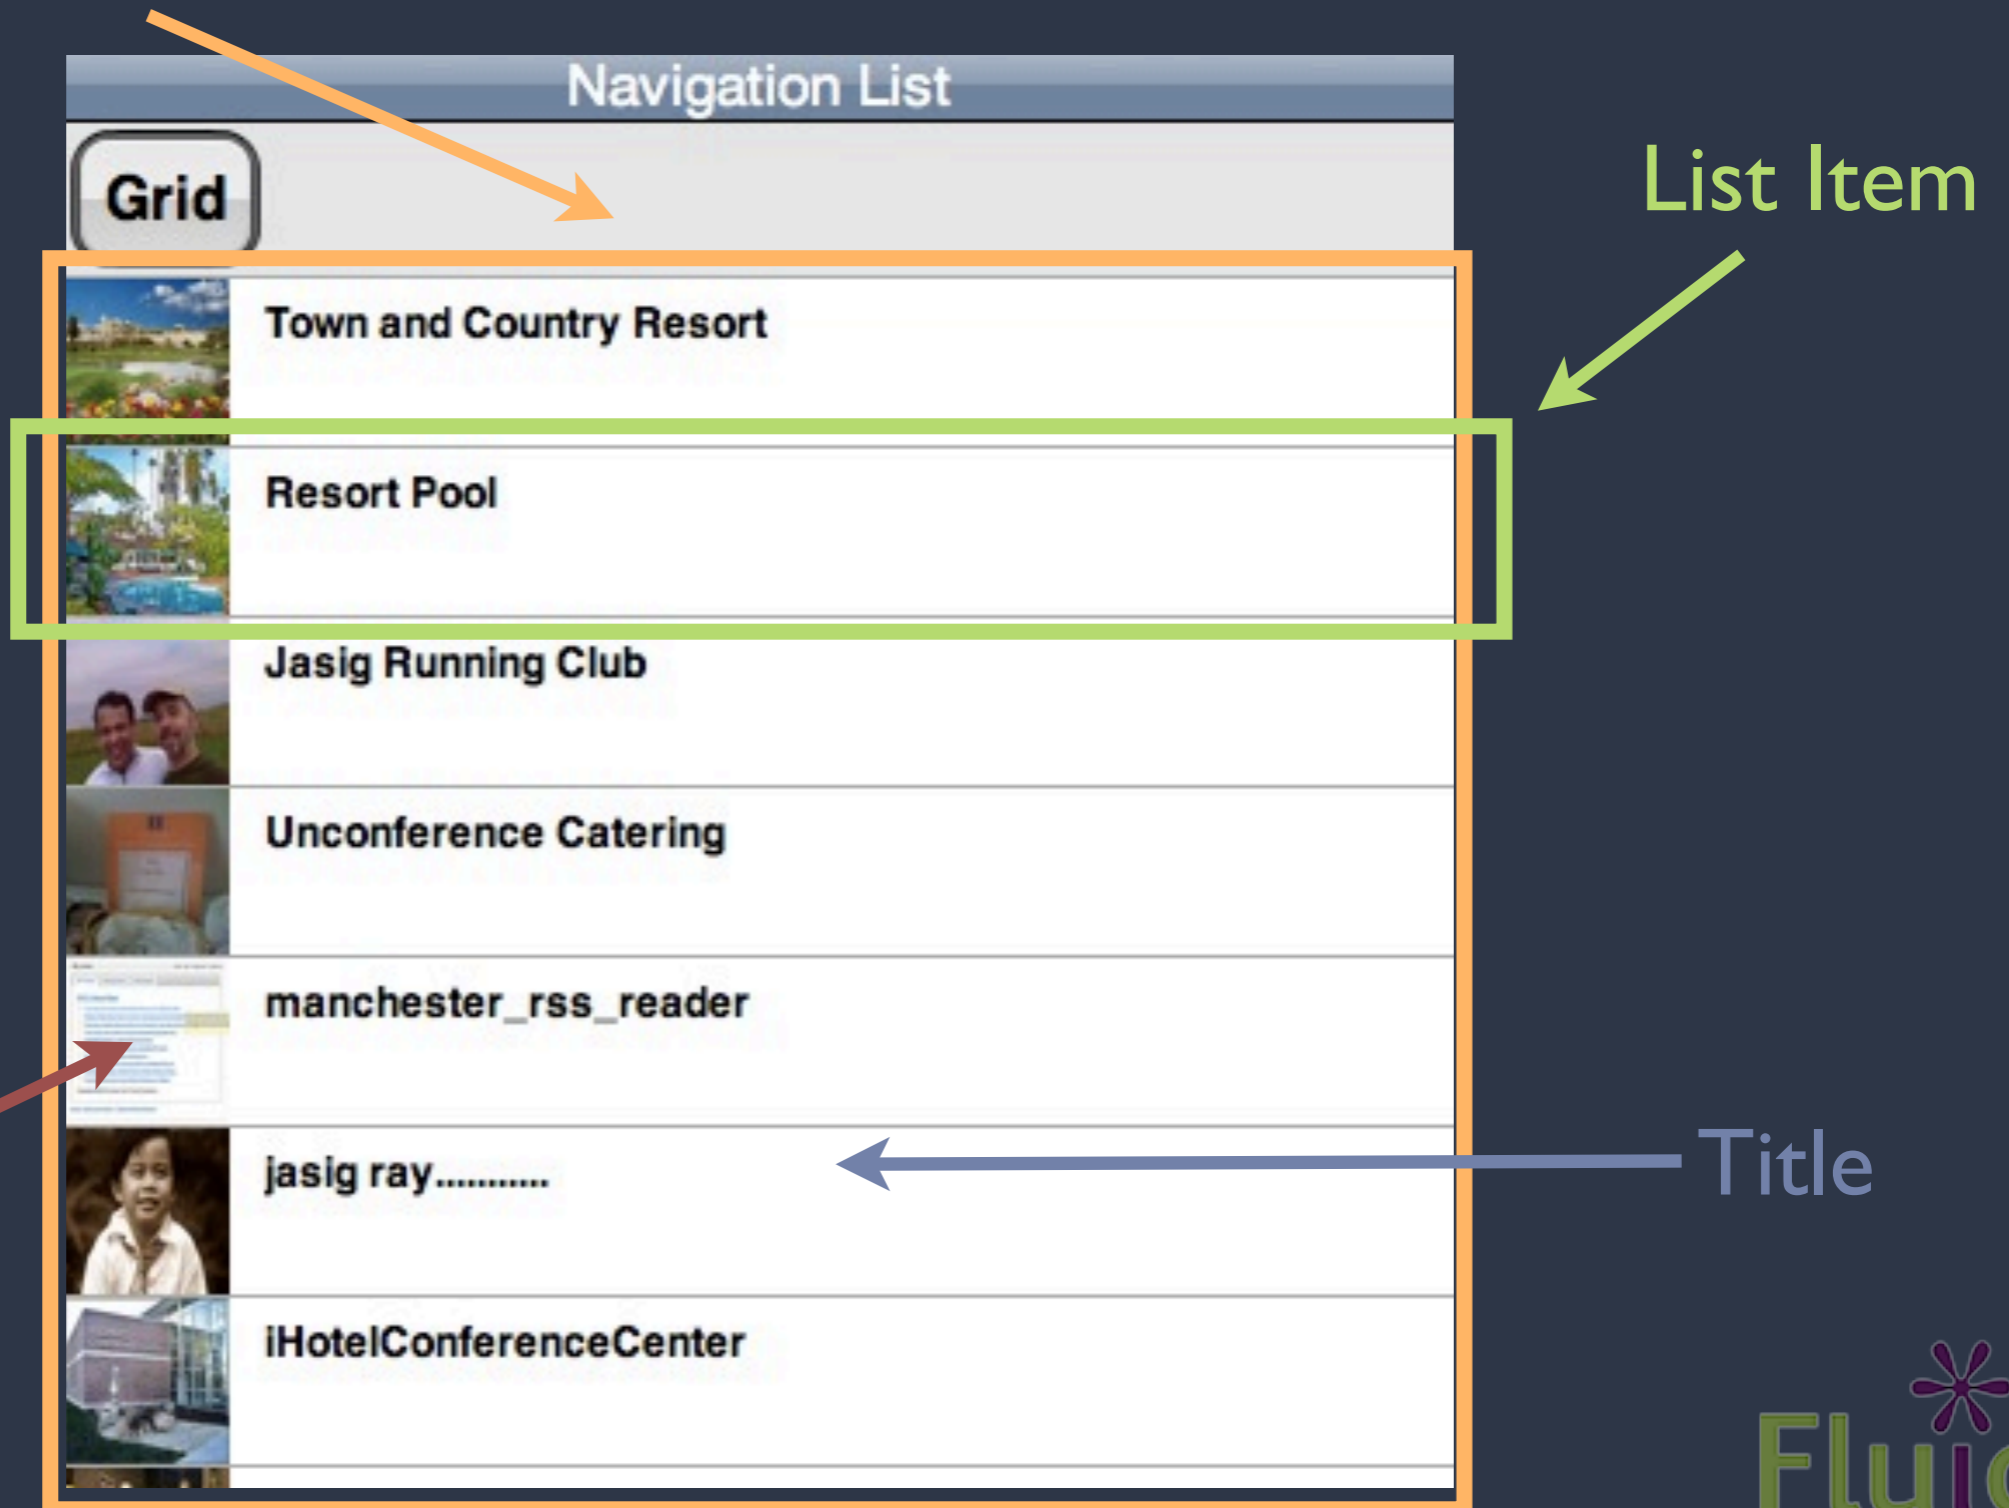 Navigation List
Grid
List Item
Town and Country Resort
Resort Pool
Jasig Running Club
Unconference Catering
manchester_rss_reader
jasig ray...........
Title
iHotelConferenceCenter